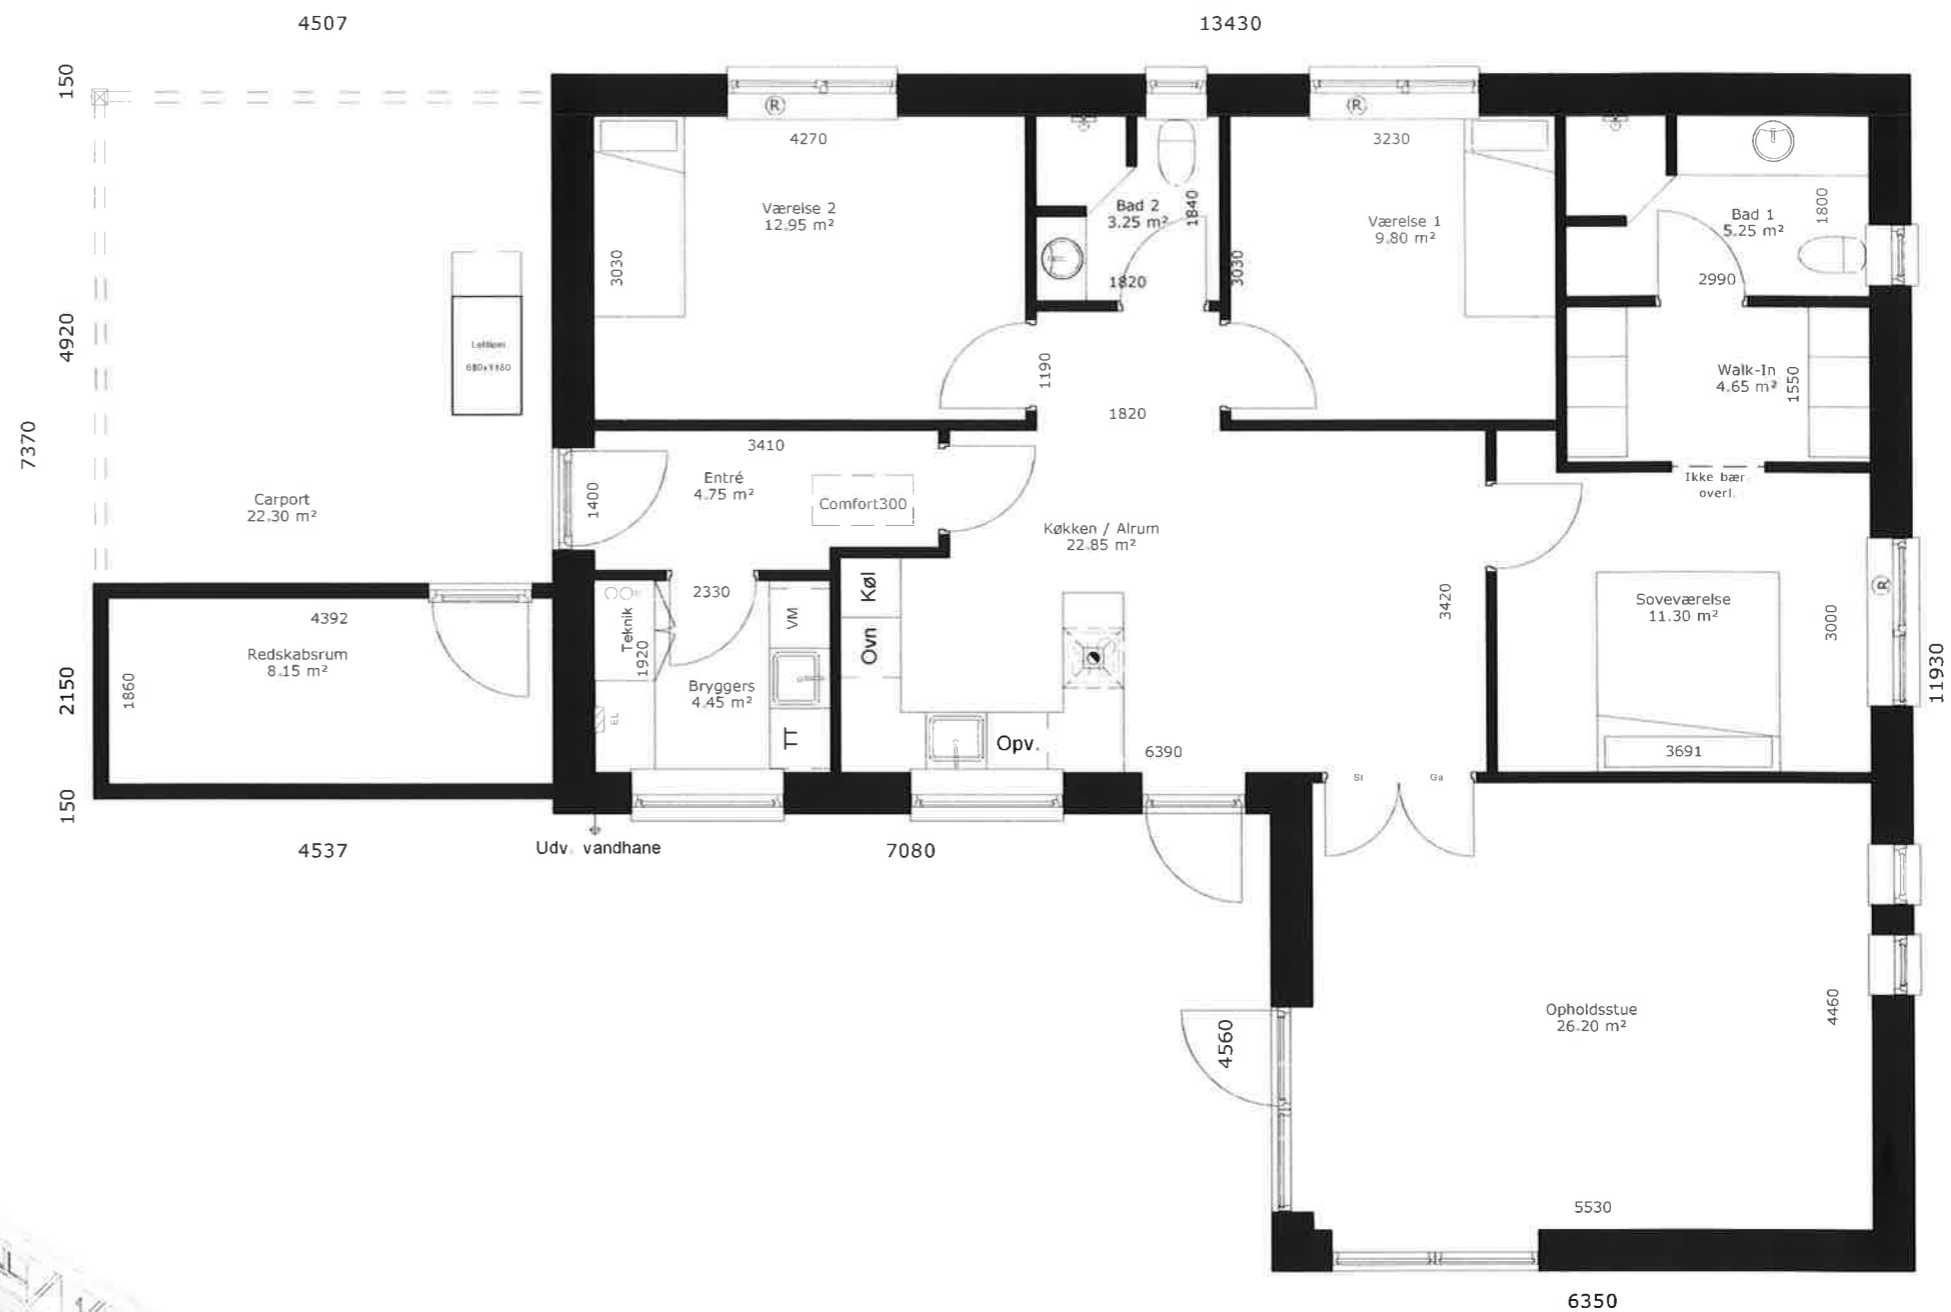 4507
13430
150
4270
3230
Værelse 2
12.95 m²
Bad 2
3.25 m²
1840
Værelse 1
9.80 m²
Bad 1
5.25 m²
1800
3030
1820
3030
2990
4920
680x1180
1190
1820
Walk-In
4.65 m²
1550
7370
3410
Entré
4.75 m²
1400
Comfort300
Ikke bær.
overl.
Carport
22.30 m²
Køkken / Alrum
22.85 m²
Køl
Ovn
3420
Soveværelse
11.30 m²
3000
4392
Redskabsrum
8.15 m²
1860
2150
Teknik
1920
2330
VM
Bryggers
4.45 m²
EL
TT
Opv.
6390
3691
11930
Si
Ga
150
4537
Udv. vandhane
7080
4560
Opholdsstue
26.20 m²
4460
5530
6350
R
R
R